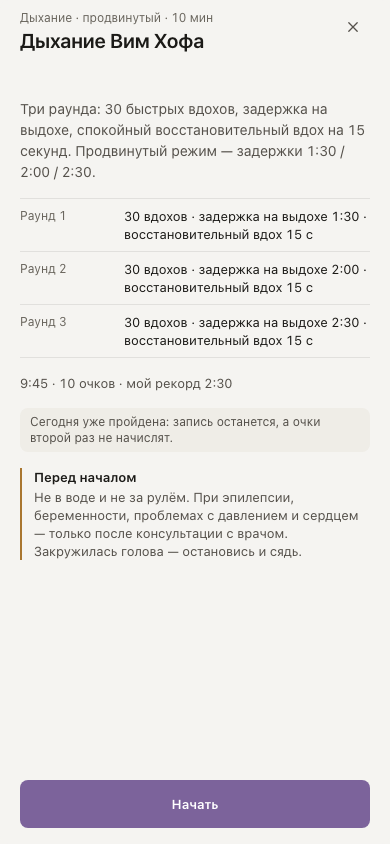 Дыхание · продвинутый · 10 мин
Дыхание Вим Хофа
Три раунда: 30 быстрых вдохов, задержка на
выдохе, спокойный восстановительный вдох на 15
секунд. Продвинутый режим — задержки 1:30 /
2:00 / 2:30.
Раунд 1
30 вдохов · задержка на выдохе 1:30 ·
восстановительный вдох 15 с
Раунд 2
30 вдохов · задержка на выдохе 2:00 ·
восстановительный вдох 15 с
Раунд 3
30 вдохов · задержка на выдохе 2:30 ·
восстановительный вдох 15 с
9:45 · 10 очков · мой рекорд 2:30
Сегодня уже пройдена: запись останется, а очки
второй раз не начислят.
Перед началом
Не в воде и не за рулём. При эпилепсии,
беременности, проблемах с давлением и сердцем
— только после консультации с врачом.
Закружилась голова — остановись и сядь.
Начать